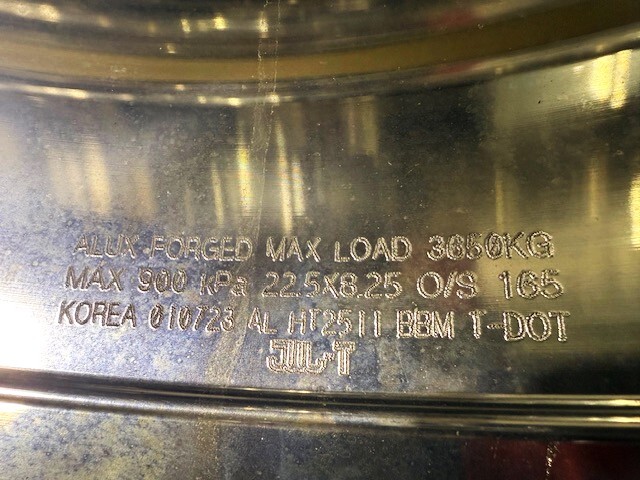 ALUX FORGED MAX LOAD 3650KG
MAX 900 kPa 22.5X8.25 O/S 165
KOREA 010723 AL HT2511 BBM T-DOT
JWL-T